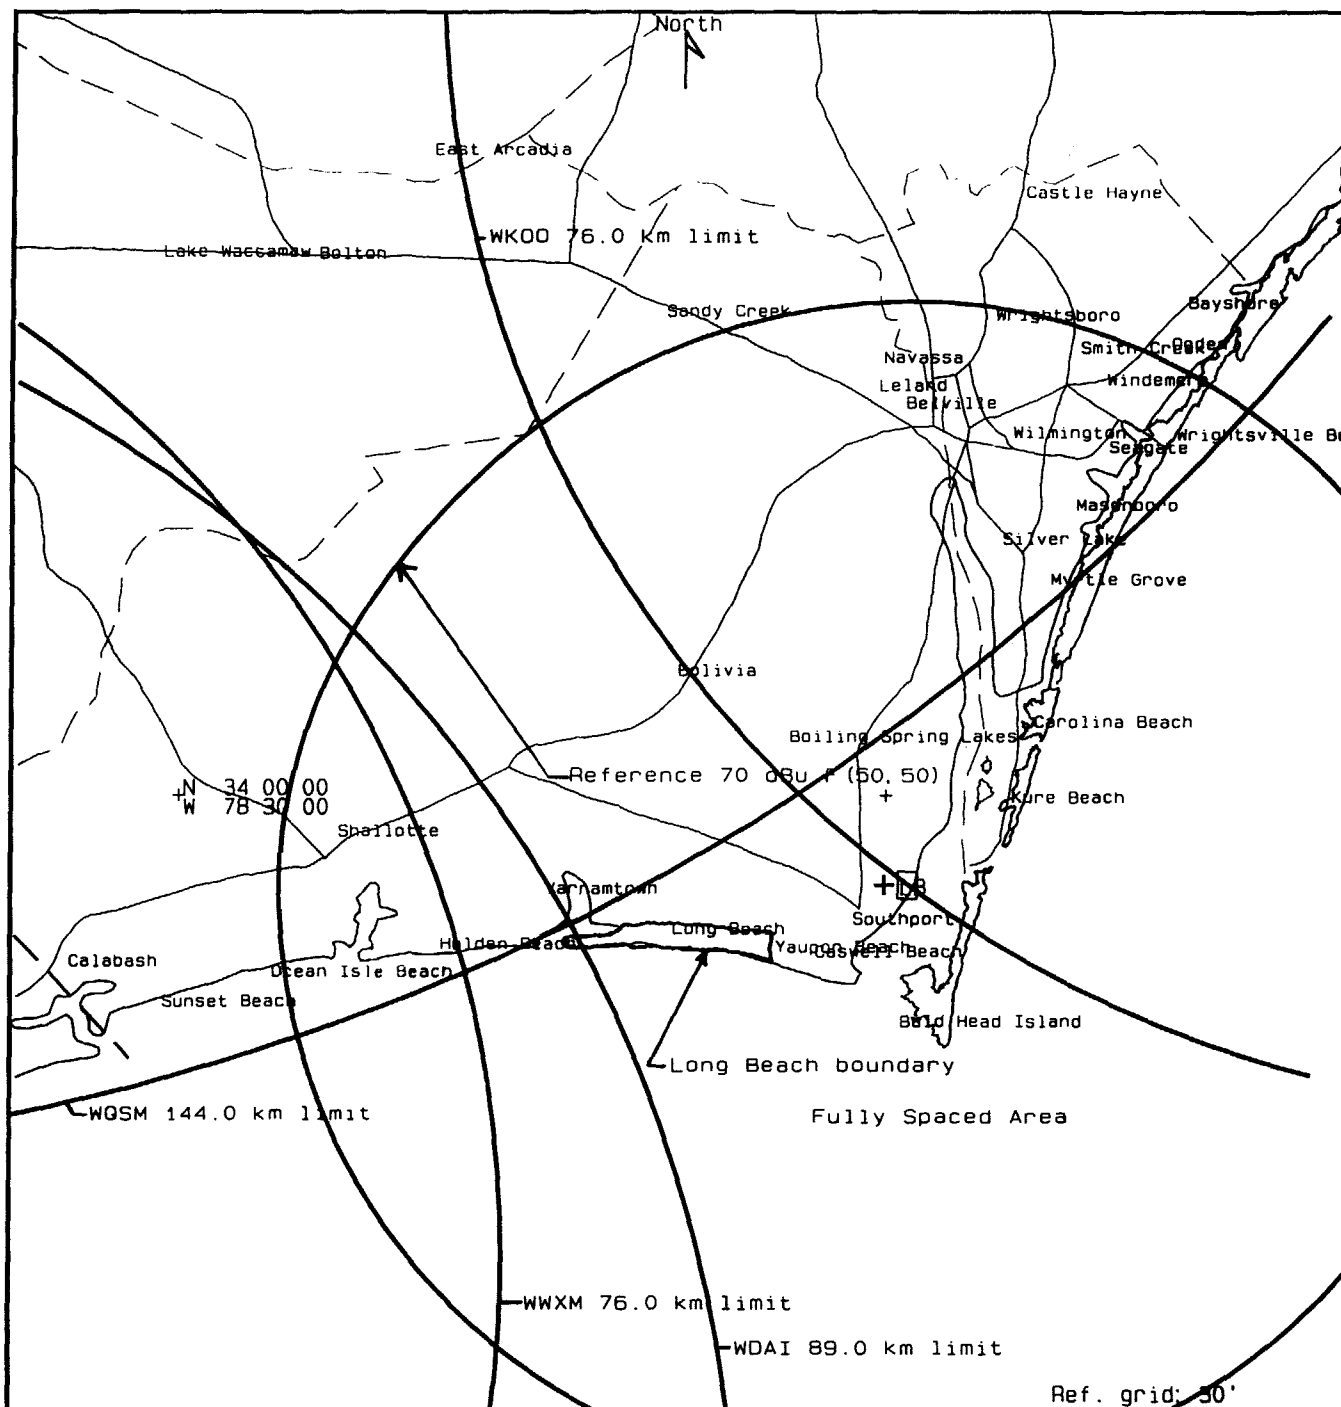 North
East Arcadia
Castle Hayne
WKOO 76.0 km limit
Lake Waccamaw Bolton
Bayshore
Sandy Creek
Wrightsboro
Smith Creek
Ogden
Navassa
Leland
Windemere
Belville
Wilmington
Wrightsville Be
Seagate
Masonboro
Silver Lake
Myrtle Grove
Bolivia
Carolina Beach
Boiling Spring Lakes
Reference 70 dBu F(50,50)
N 34 00 00
W 78 30 00
Kure Beach
Shallotte
Varnamtown
Southport
Long Beach
Holden Beach
Yaupon Beach
Caswell Beach
Calabash
Ocean Isle Beach
Sunset Beach
Bald Head Island
Long Beach boundary
WQSM 144.0 km limit
Fully Spaced Area
WWXM 76.0 km limit
WDAI 89.0 km limit
Ref. grid: 30'